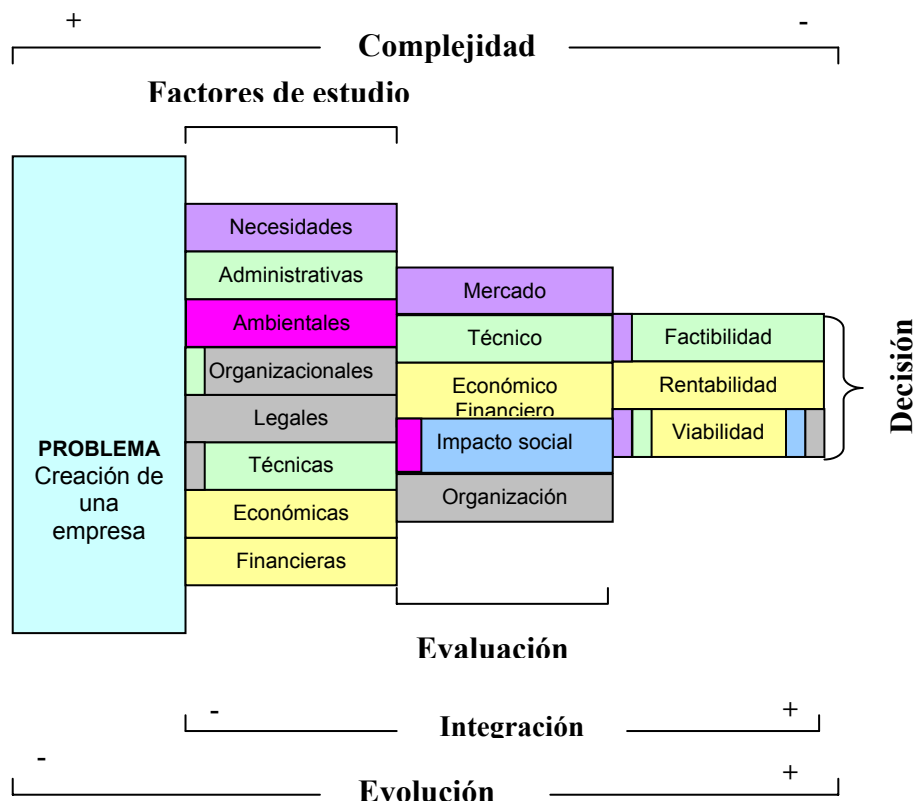 + -
Complejidad
Factores de estudio
Necesidades
Administrativas
Ambientales
Organizacionales
Legales
Técnicas
Económicas
Financieras
PROBLEMA
Creación de
una
empresa
Mercado
Técnico
Económico
Financiero
Impacto social
Organización
Factibilidad
Rentabilidad
Viabilidad
Decisión
Evaluación
- +
Integración
- +
Evolución